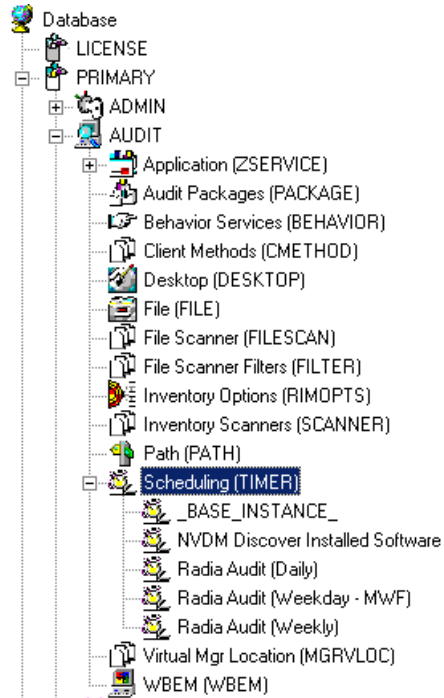 Database
LICENSE
PRIMARY
ADMIN
AUDIT
Application (ZSERVICE)
Audit Packages (PACKAGE)
Behavior Services (BEHAVIOR)
Client Methods (CMETHOD)
Desktop (DESKTOP)
File (FILE)
File Scanner (FILESCAN)
File Scanner Filters (FILTER)
Inventory Options (RIMOPTS)
Inventory Scanners (SCANNER)
Path (PATH)
Scheduling (TIMER)
_BASE_INSTANCE_
NVDM Discover Installed Software
Radia Audit (Daily)
Radia Audit (Weekday - MWF)
Radia Audit (Weekly)
Virtual Mgr Location (MGRVLOC)
WBEM (WBEM)